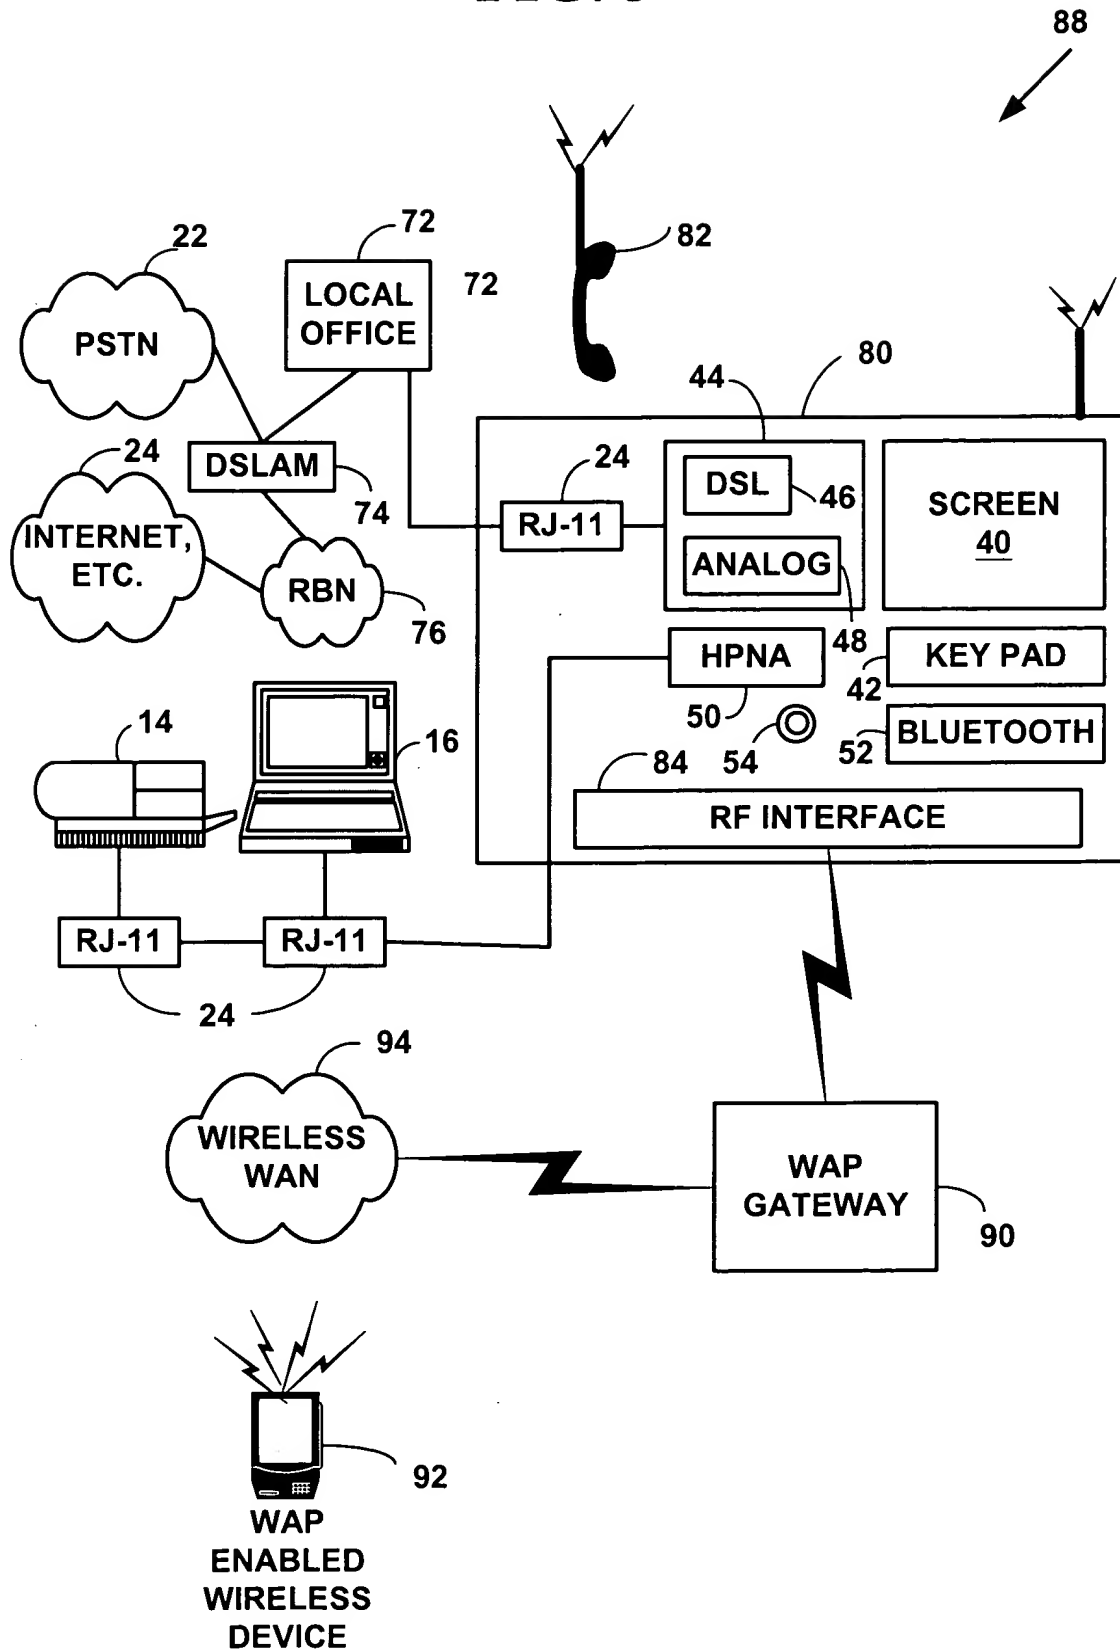 88
22
72
72
82
LOCAL
OFFICE
PSTN
80
44
24
DSLAM
74
24
DSL
46
SCREEN
40
RJ-11
INTERNET,
ETC.
ANALOG
RBN
76
48
HPNA
KEY PAD
42
50
54
52
BLUETOOTH
14
16
84
RF INTERFACE
RJ-11
RJ-11
24
94
WIRELESS
WAN
WAP
GATEWAY
90
92
WAP
ENABLED
WIRELESS
DEVICE